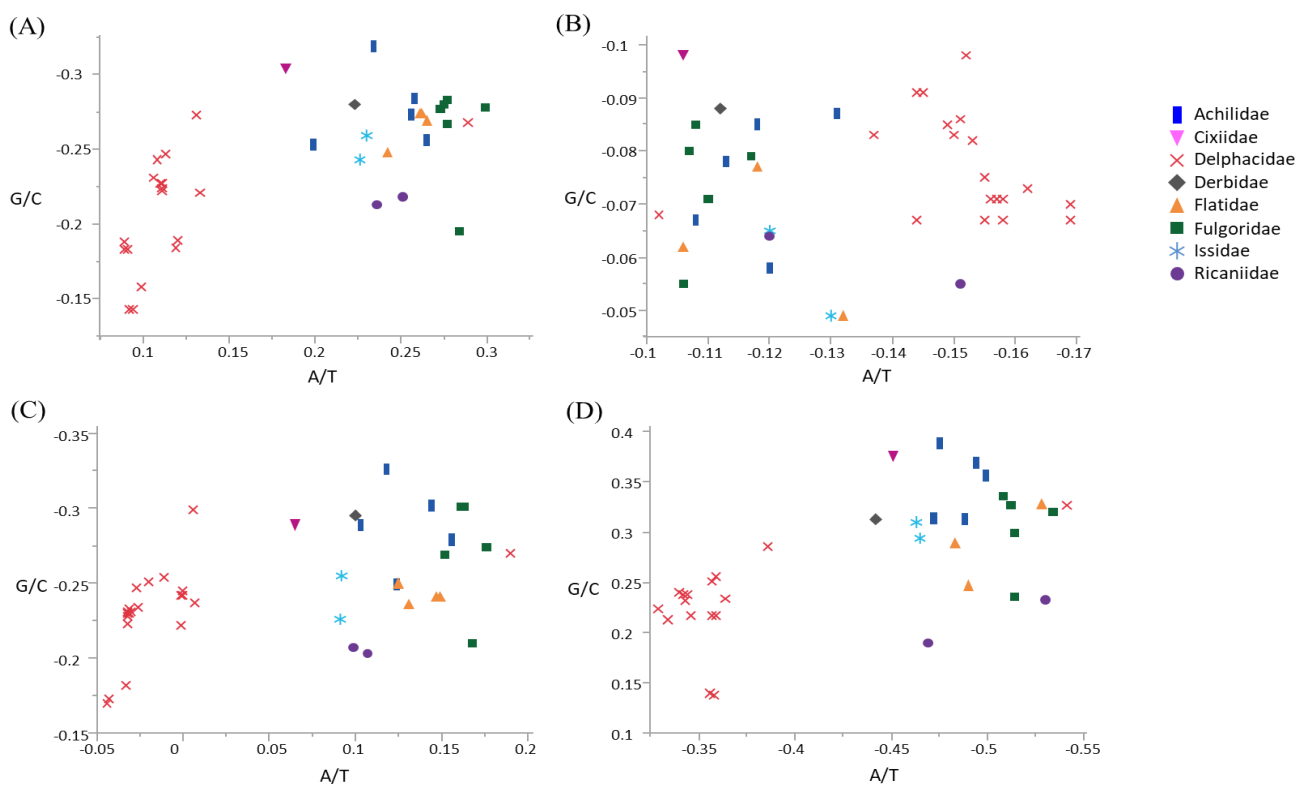 (A)
-0.3
-0.25
G/C
-0.2
-0.15
0.1 0.15 0.2 0.25 0.3
A/T
(B)
-0.1
-0.09
-0.08
G/C
-0.07
-0.06
-0.05
-0.1 -0.11 -0.12 -0.13 -0.14 -0.15 -0.16 -0.17
A/T
Achilidae
Cixiidae
Delphacidae
Derbidae
Flatidae
Fulgoridae
Issidae
Ricaniidae
(C)
-0.35
-0.3
G/C
-0.25
-0.2
-0.15
-0.05 0 0.05 0.1 0.15 0.2
A/T
(D)
0.4
0.35
0.3
G/C
0.25
0.2
0.15
0.1
-0.35 -0.4 -0.45 -0.5 -0.55
A/T